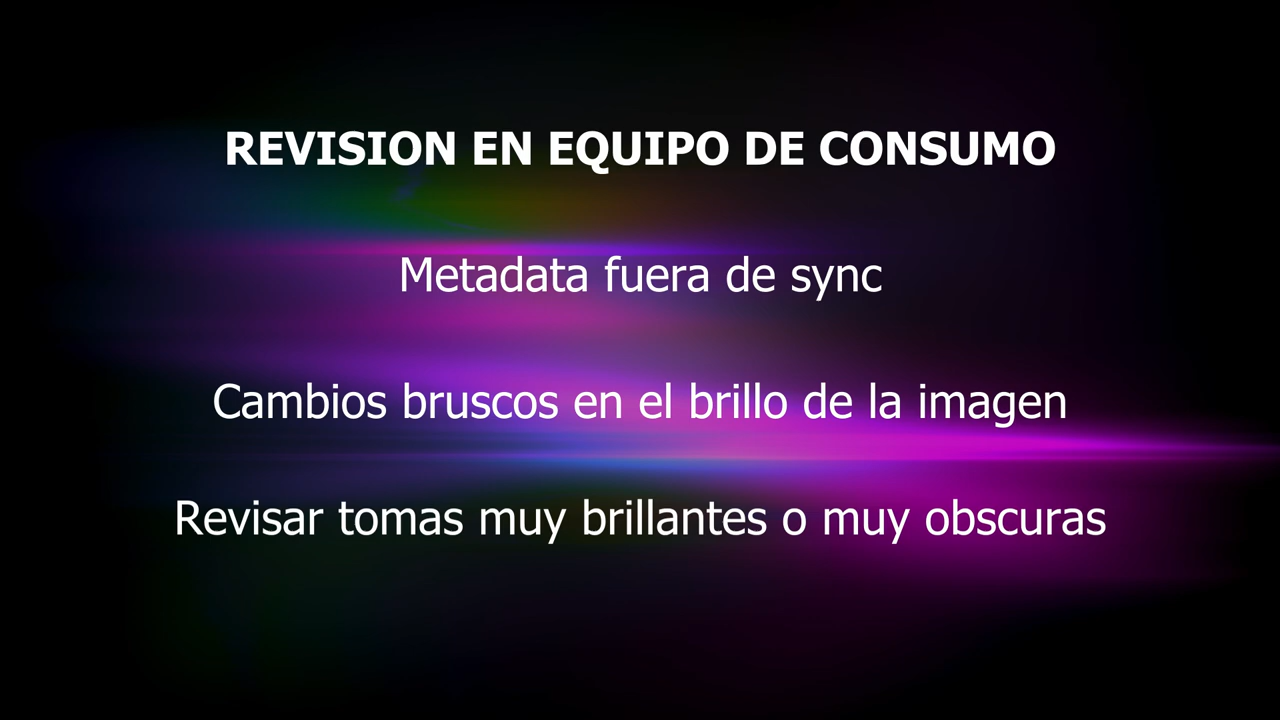 REVISION EN EQUIPO DE CONSUMO
Metadata fuera de sync
Cambios bruscos en el brillo de la imagen
Revisar tomas muy brillantes o muy obscuras